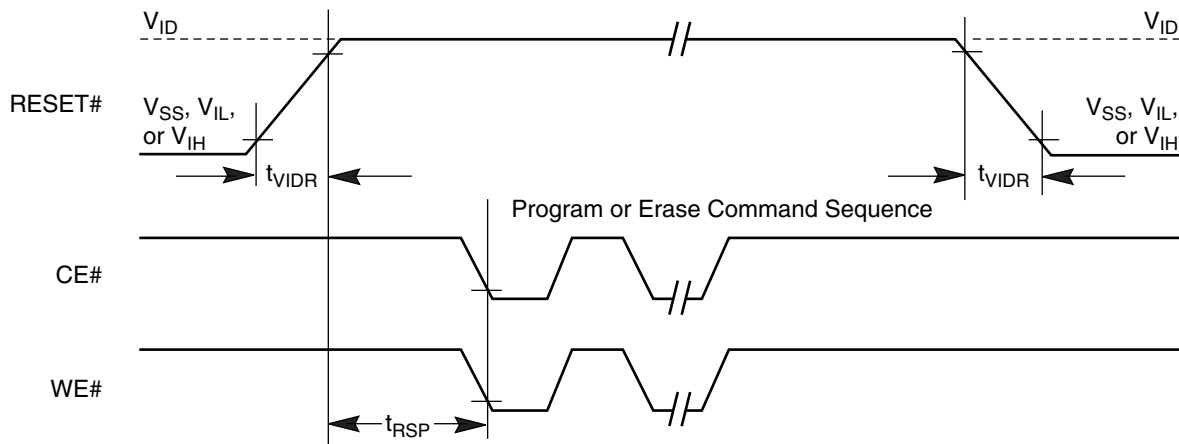 V_ID
V_ID
RESET#
V_SS, V_IL,
or V_IH
V_SS, V_IL,
or V_IH
t_VIDR
t_VIDR
Program or Erase Command Sequence
CE#
WE#
t_RSP